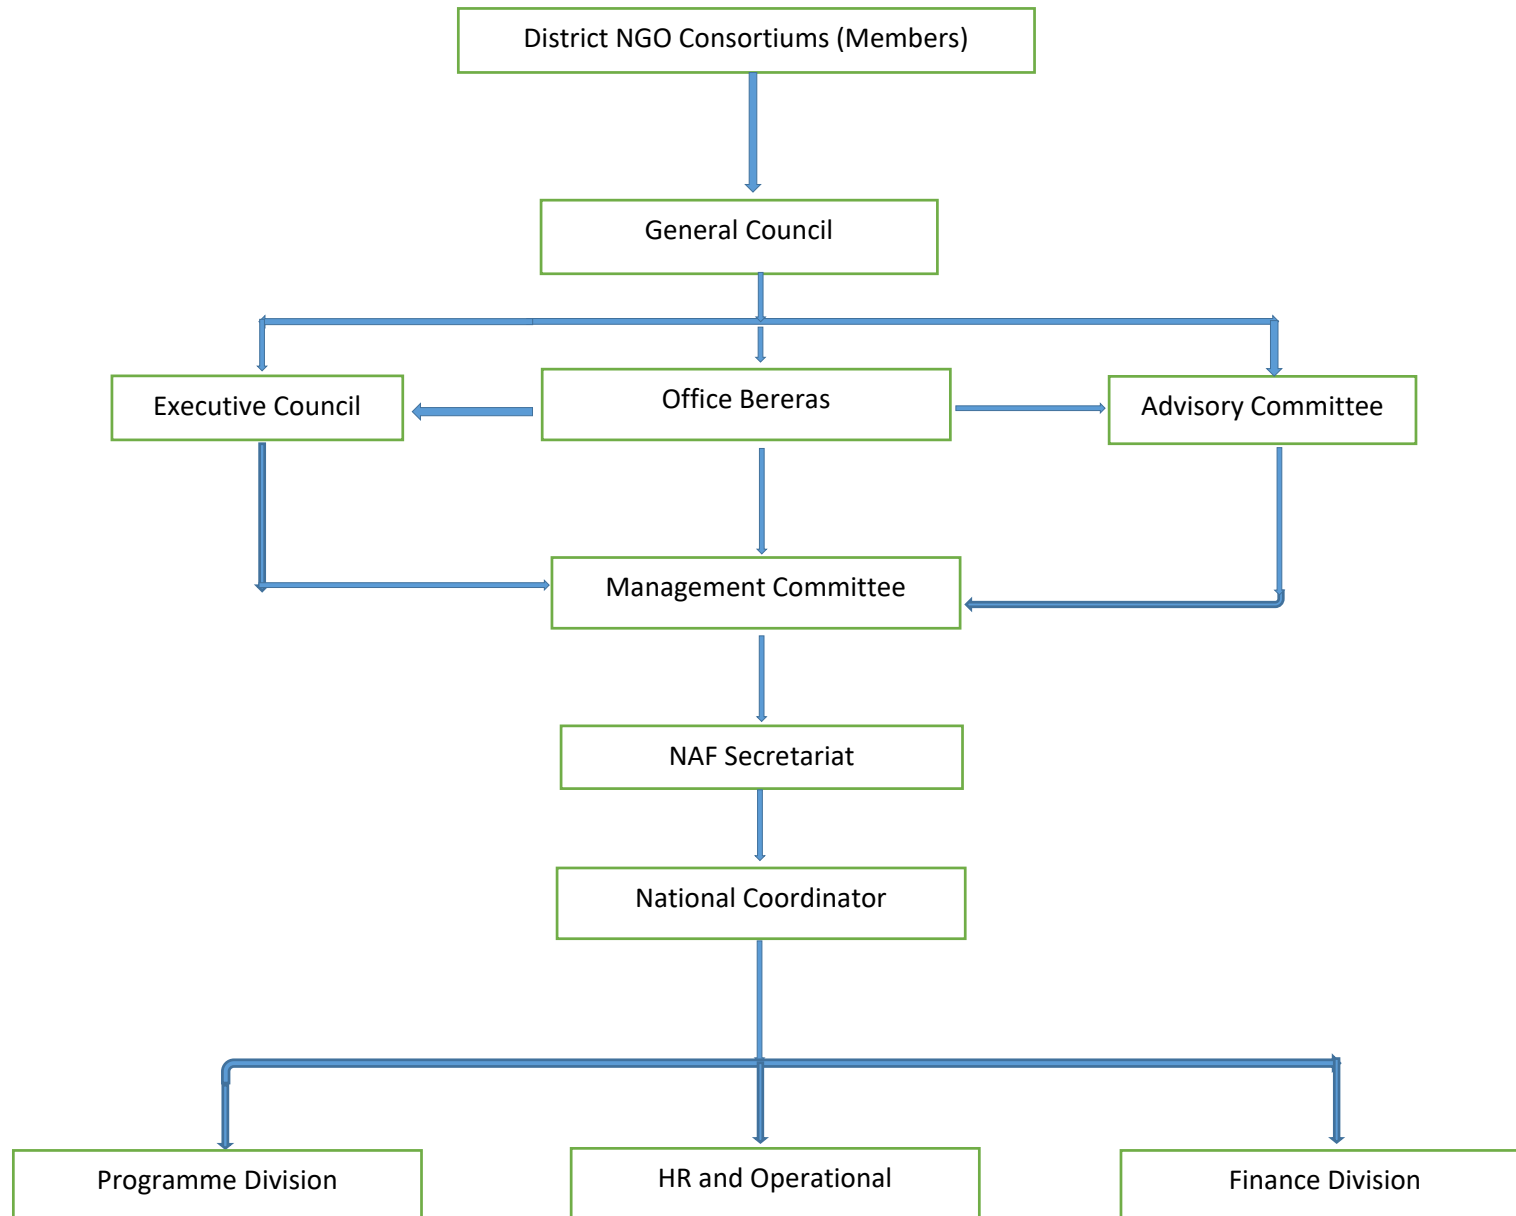 District NGO Consortiums (Members)
General Council
Executive Council
Office Bereras
Advisory Committee
Management Committee
NAF Secretariat
National Coordinator
Programme Division
HR and Operational
Finance Division